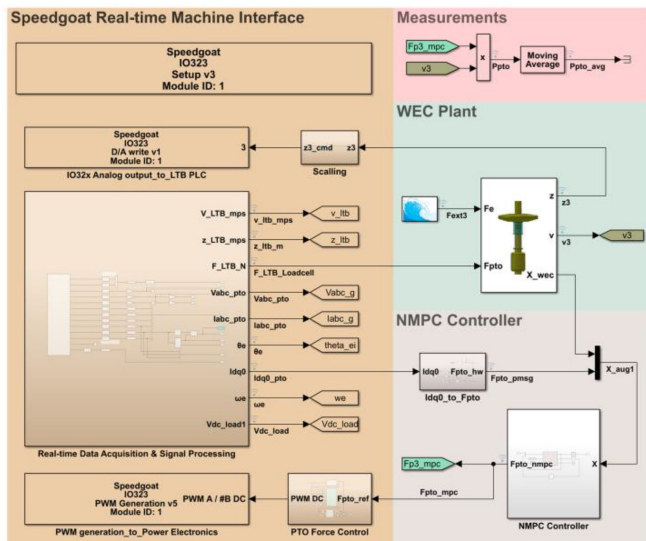 Speedgoat Real-time Machine Interface
Speedgoat
IO323
Setup v3
Module ID: 1
Speedgoat
IO323
D/A write v1
Module ID: 1
3
IO32x Analog output_to_LTB PLC
z3_cmd z3
Scalling
V_LTB_mps
v_ltb_mps
v_ltb
z_LTB_mps
z_ltb_m
z_ltb
F_LTB_N
F_LTB_Loadcell
Vabc_pto
Vabc_pto
Vabc_g
Iabc_pto
Iabc_pto
Iabc_g
θe
θe
theta_ei
Idq0
Idq0_pto
ωe
ωe
we
Vdc_load1
Vdc_load
Vdc_load
Real-time Data Acquisition & Signal Processing
Speedgoat
IO323
PWM Generation v5
Module ID: 1
PWM A / #B DC
PWM generation_to_Power Electronics
PWM DC Fpto_ref
PTO Force Control
Measurements
Fp3_mpc
v3
x
Ppto
Moving
Average
Ppto_avg
WEC Plant
Fext3
Fe
Fpto
z
z3
v
v3
v3
X_wec
NMPC Controller
Idq0 Fpto_hw
Fpto_pmsg
Idq0_to_Fpto
X_aug1
Fp3_mpc
Fpto_mpc
Fpto_nmpc X
NMPC Controller